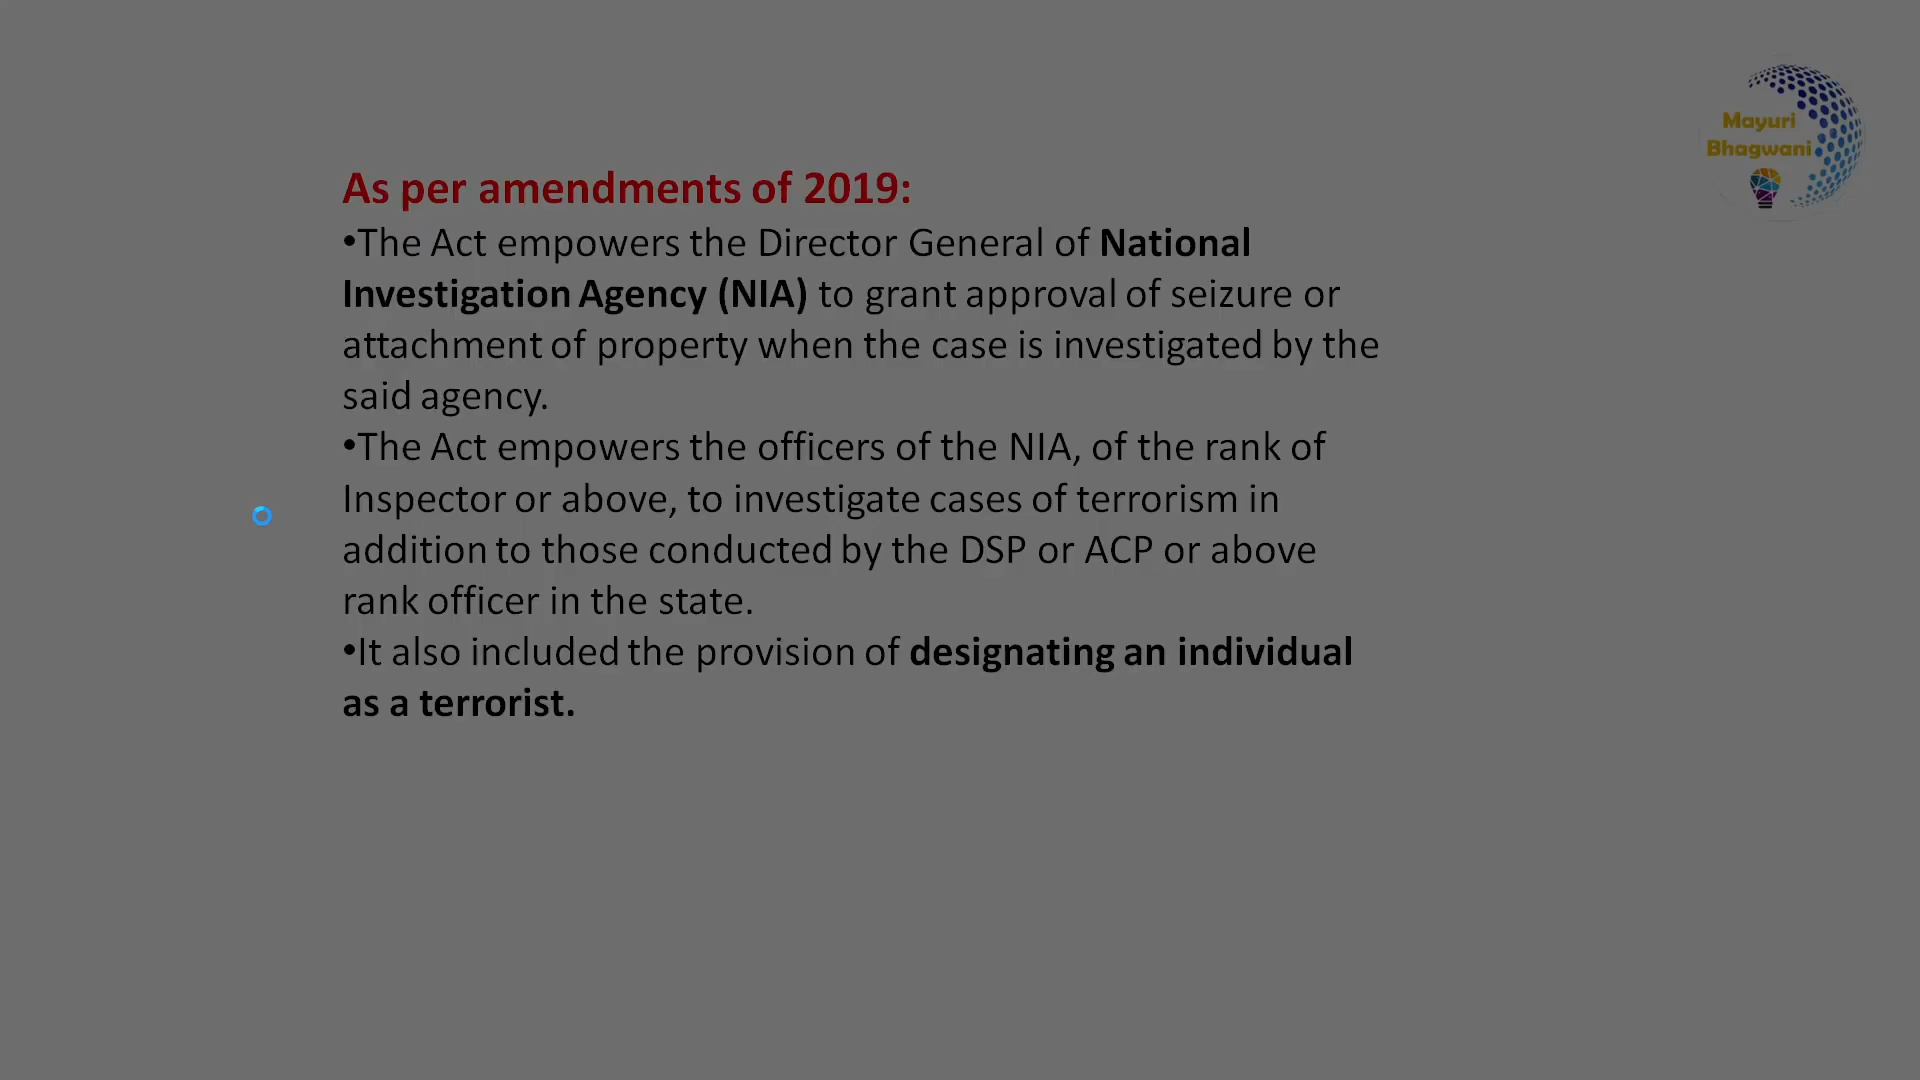 Mayuri
Bhagwani
As per amendments of 2019:
•The Act empowers the Director General of National
Investigation Agency (NIA) to grant approval of seizure or
attachment of property when the case is investigated by the
said agency.
•The Act empowers the officers of the NIA, of the rank of
Inspector or above, to investigate cases of terrorism in
addition to those conducted by the DSP or ACP or above
rank officer in the state.
•It also included the provision of designating an individual
as a terrorist.